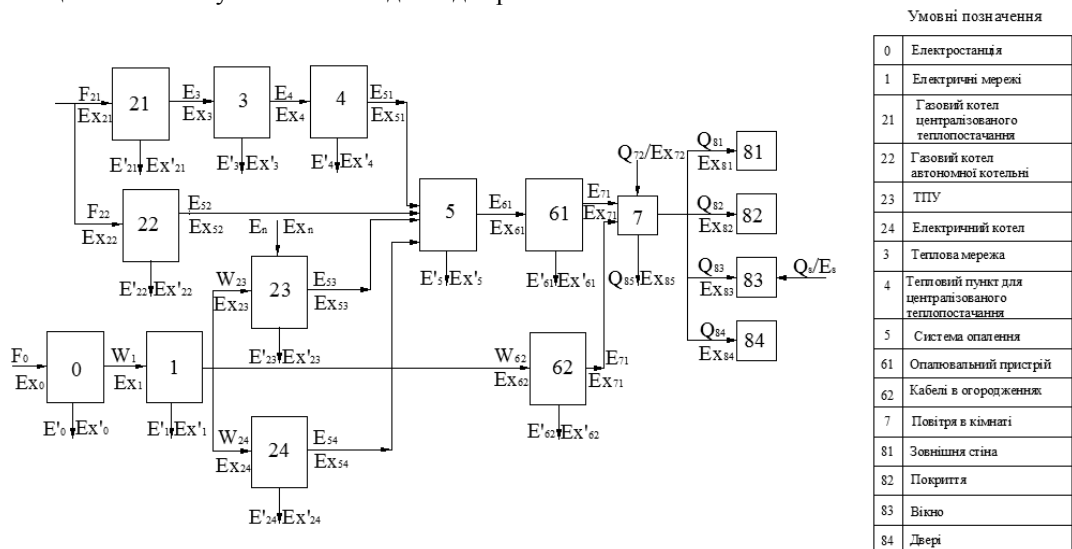 Умовні позначення
0 Електростанція
1 Електричні мережі
21 Газовий котел
централізованого
теплопостачання
22 Газовий котел
автономної котельні
23 ТПУ
24 Електричний котел
3 Теплова мережа
4 Тепловий пункт для
централізованого
теплопостачання
5 Система опалення
61 Опалювальний пристрій
62 Кабелі в огородженнях
7 Повітря в кімнаті
81 Зовнішня стіна
82 Покриття
83 Вікно
84 Двері
F21 E3 E4 E51
21 3 4
Ex21 Ex3 Ex4 Ex51
E'21 Ex'21 E'3 Ex'3 E'4 Ex'4
Q72/Ex72
Q81
81
Ex81
F22 E52
22
Ex22 Ex52
E'22 Ex'22
En Exn
5
E'5 Ex'5
E61 E71
61
Ex61 Ex71
E'61 Ex'61
7
Q85 Ex85
Q82
82
Ex82
W23 E53
23
Ex23 Ex53
E'23 Ex'23
Q83 Q8/E8
83
Ex83
Q84
84
Ex84
F0 W1
0 1
Ex0 Ex1
E'0 Ex'0 E'1 Ex'1
W62 E71
62
Ex62 Ex71
E'62 Ex'62
W24 E54
24
Ex24 Ex54
E'24 Ex'24